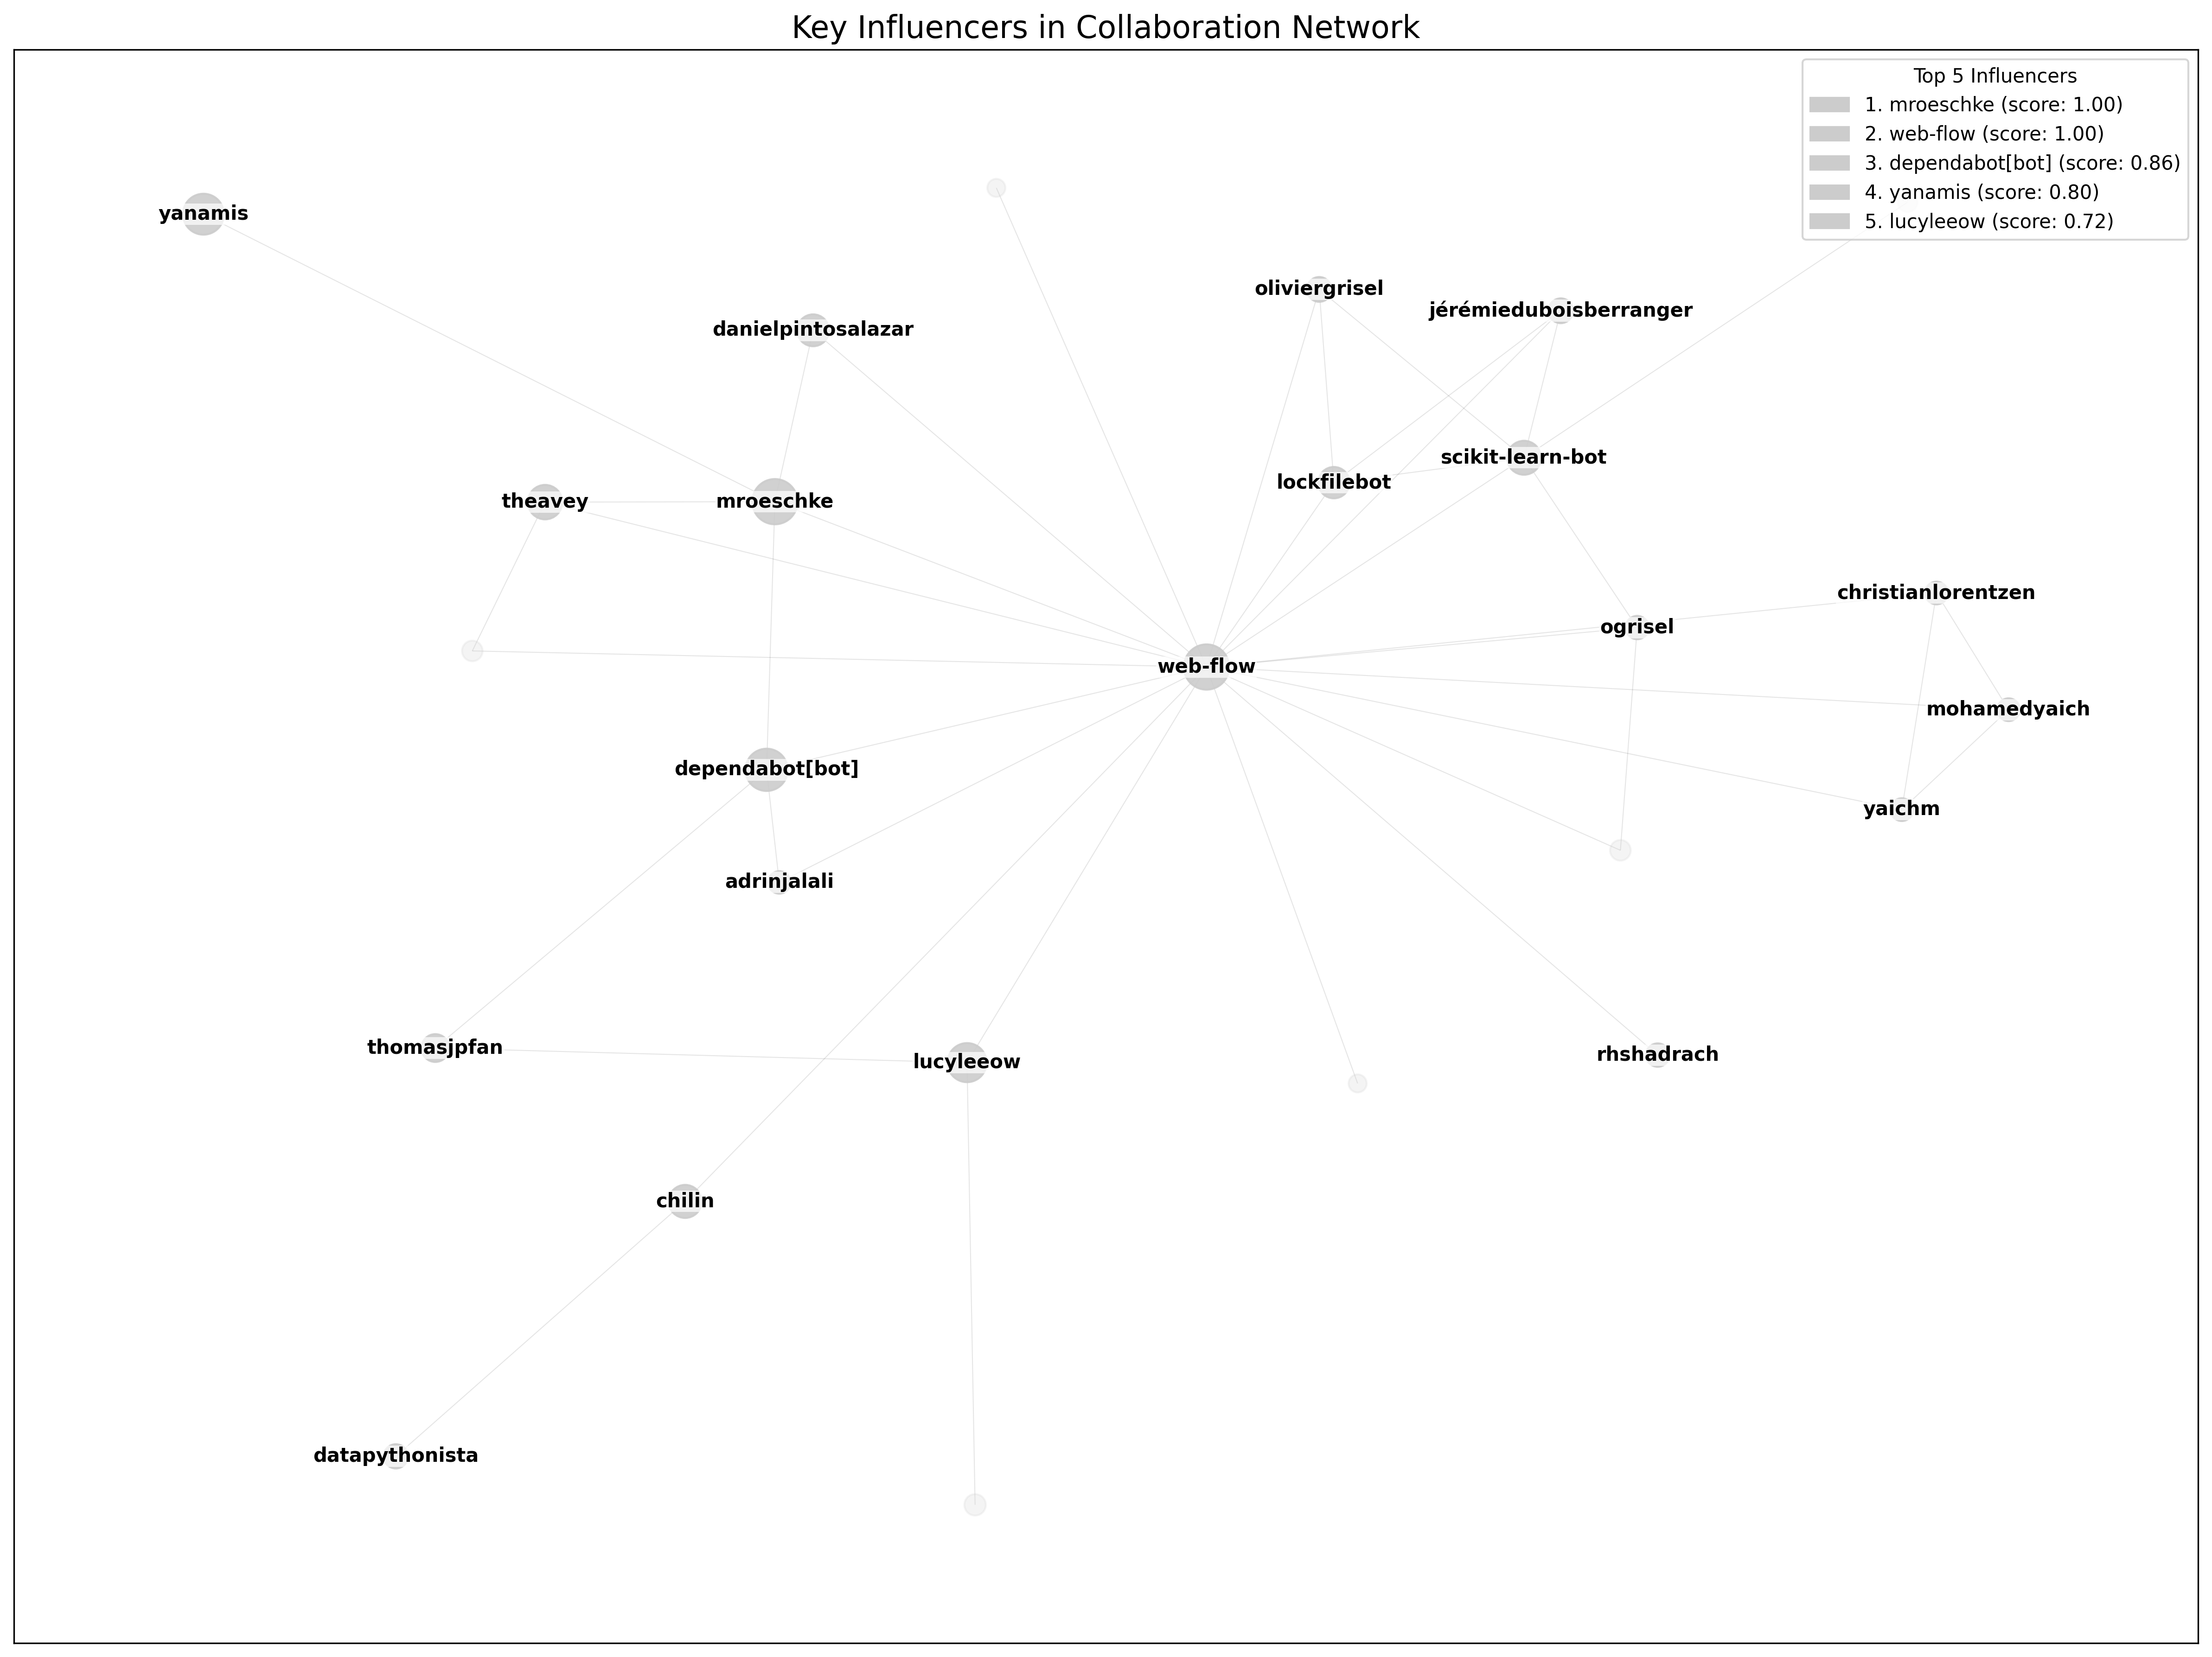 Key Influencers in Collaboration Network
Top 5 Influencers
1. mroeschke (score: 1.00)
2. web-flow (score: 1.00)
3. dependabot[bot] (score: 0.86)
4. yanamis (score: 0.80)
5. lucyleeow (score: 0.72)
yanamis
oliviergrisel
jérémieduboisberranger
danielpintosalazar
scikit-learn-bot
lockfilebot
theavey
mroeschke
christianlorentzen
ogrisel
web-flow
mohamedyaich
dependabot[bot]
yaichm
adrinjalali
thomasjpfan
lucyleeow
rhshadrach
chilin
datapythonista